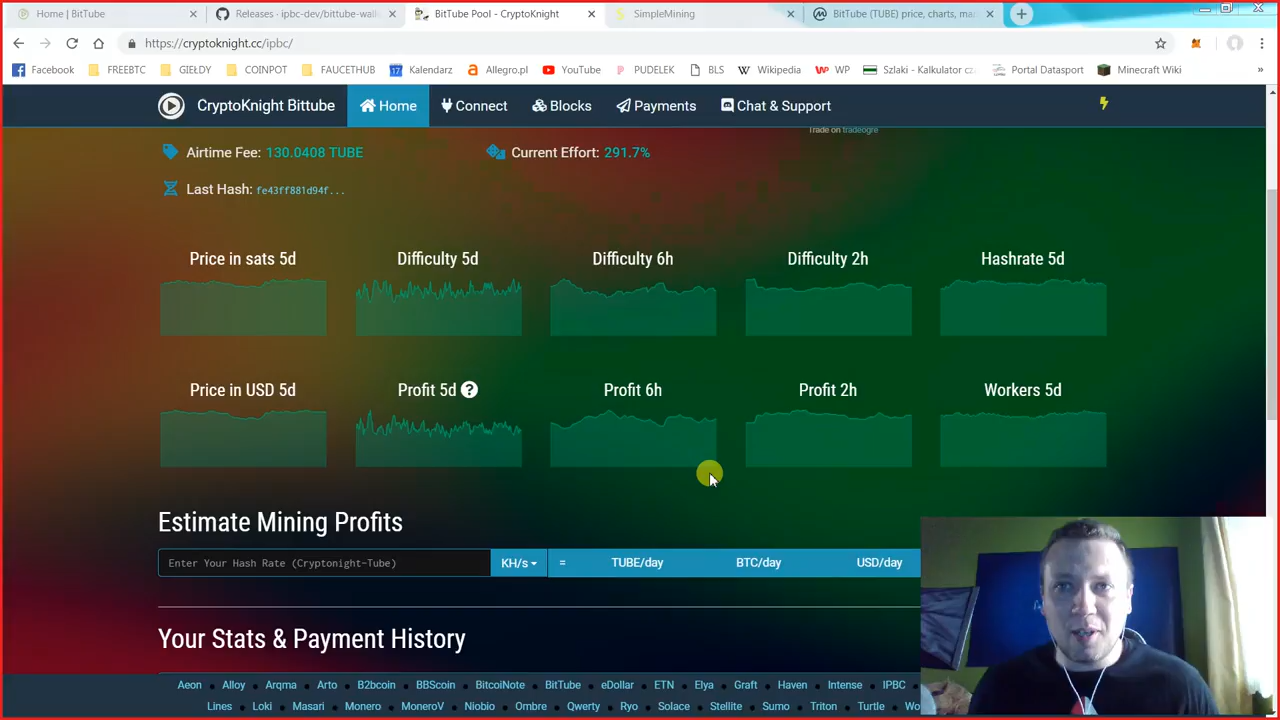 Home | BitTube
Releases · ipbc-dev/bittube-wal
BitTube Pool - CryptoKnight
SimpleMining
BitTube (TUBE) price, charts, ma
https://cryptoknight.cc/ipbc/
Facebook FREEBTC GIEŁDY COINPOT FAUCETHUB 17 Kalendarz Allegro.pl YouTube PUDELEK BLS Wikipedia WP Szlaki - Kalkulator cz Portal Datasport Minecraft Wiki »
CryptoKnight Bittube Home Connect Blocks Payments Chat & Support
Trade on tradeogre
Airtime Fee: 130.0408 TUBE Current Effort: 291.7%
Last Hash: fe43ff881d94f...
Price in sats 5d Difficulty 5d Difficulty 6h Difficulty 2h Hashrate 5d
Price in USD 5d Profit 5d ? Profit 6h Profit 2h Workers 5d
Estimate Mining Profits
Enter Your Hash Rate (Cryptonight-Tube) KH/s = TUBE/day BTC/day USD/day
Your Stats & Payment History
Aeon Alloy Arqma Arto B2bcoin BBScoin BitcoiNote BitTube eDollar ETN Elya Graft Haven Intense IPBC
Lines Loki Masari Monero MoneroV Niobio Ombre Qwerty Ryo Solace Stellite Sumo Triton Turtle Wo